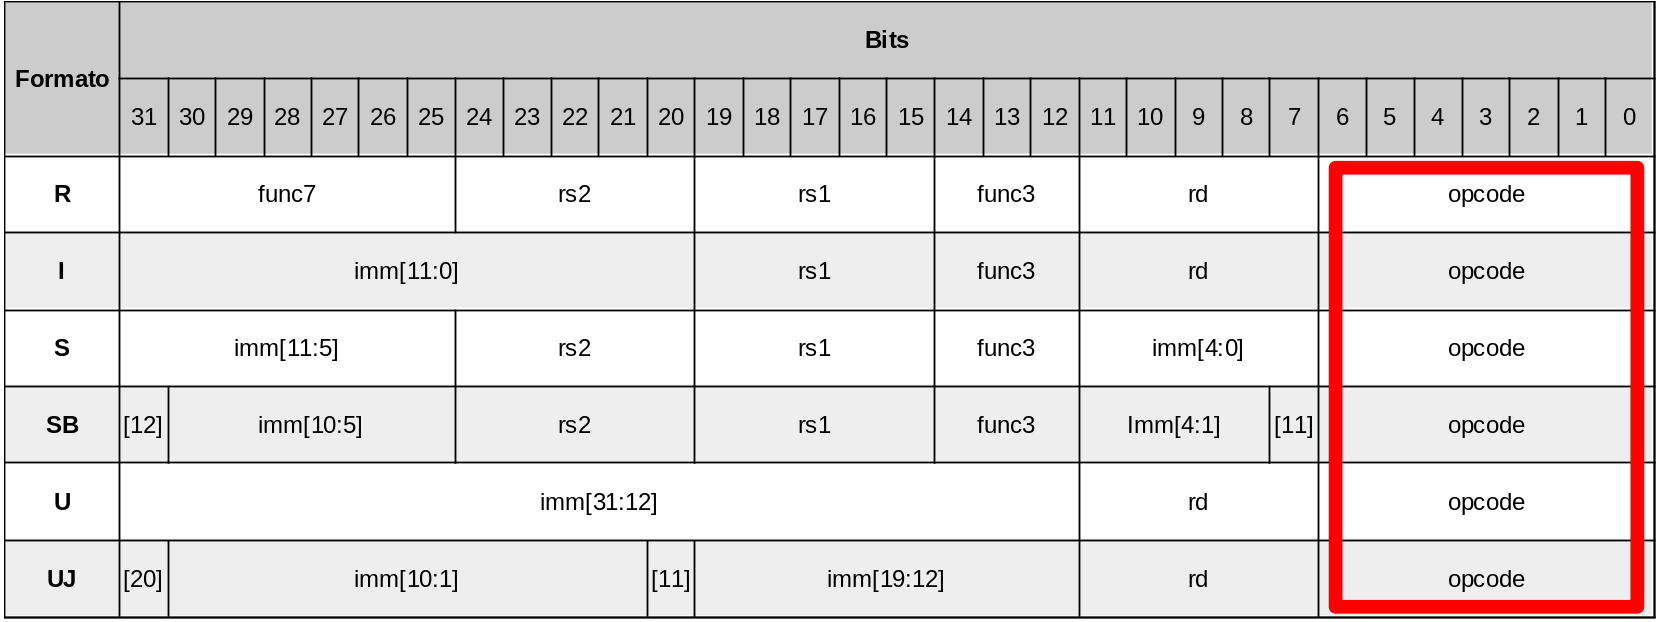 Bits
Formato
31 30 29 28 27 26 25 24 23 22 21 20 19 18 17 16 15 14 13 12 11 10 9 8 7 6 5 4 3 2 1 0
R func7 rs2 rs1 func3 rd opcode
I imm[11:0] rs1 func3 rd opcode
S imm[11:5] rs2 rs1 func3 imm[4:0] opcode
SB [12] imm[10:5] rs2 rs1 func3 Imm[4:1] [11] opcode
U imm[31:12] rd opcode
UJ [20] imm[10:1] [11] imm[19:12] rd opcode